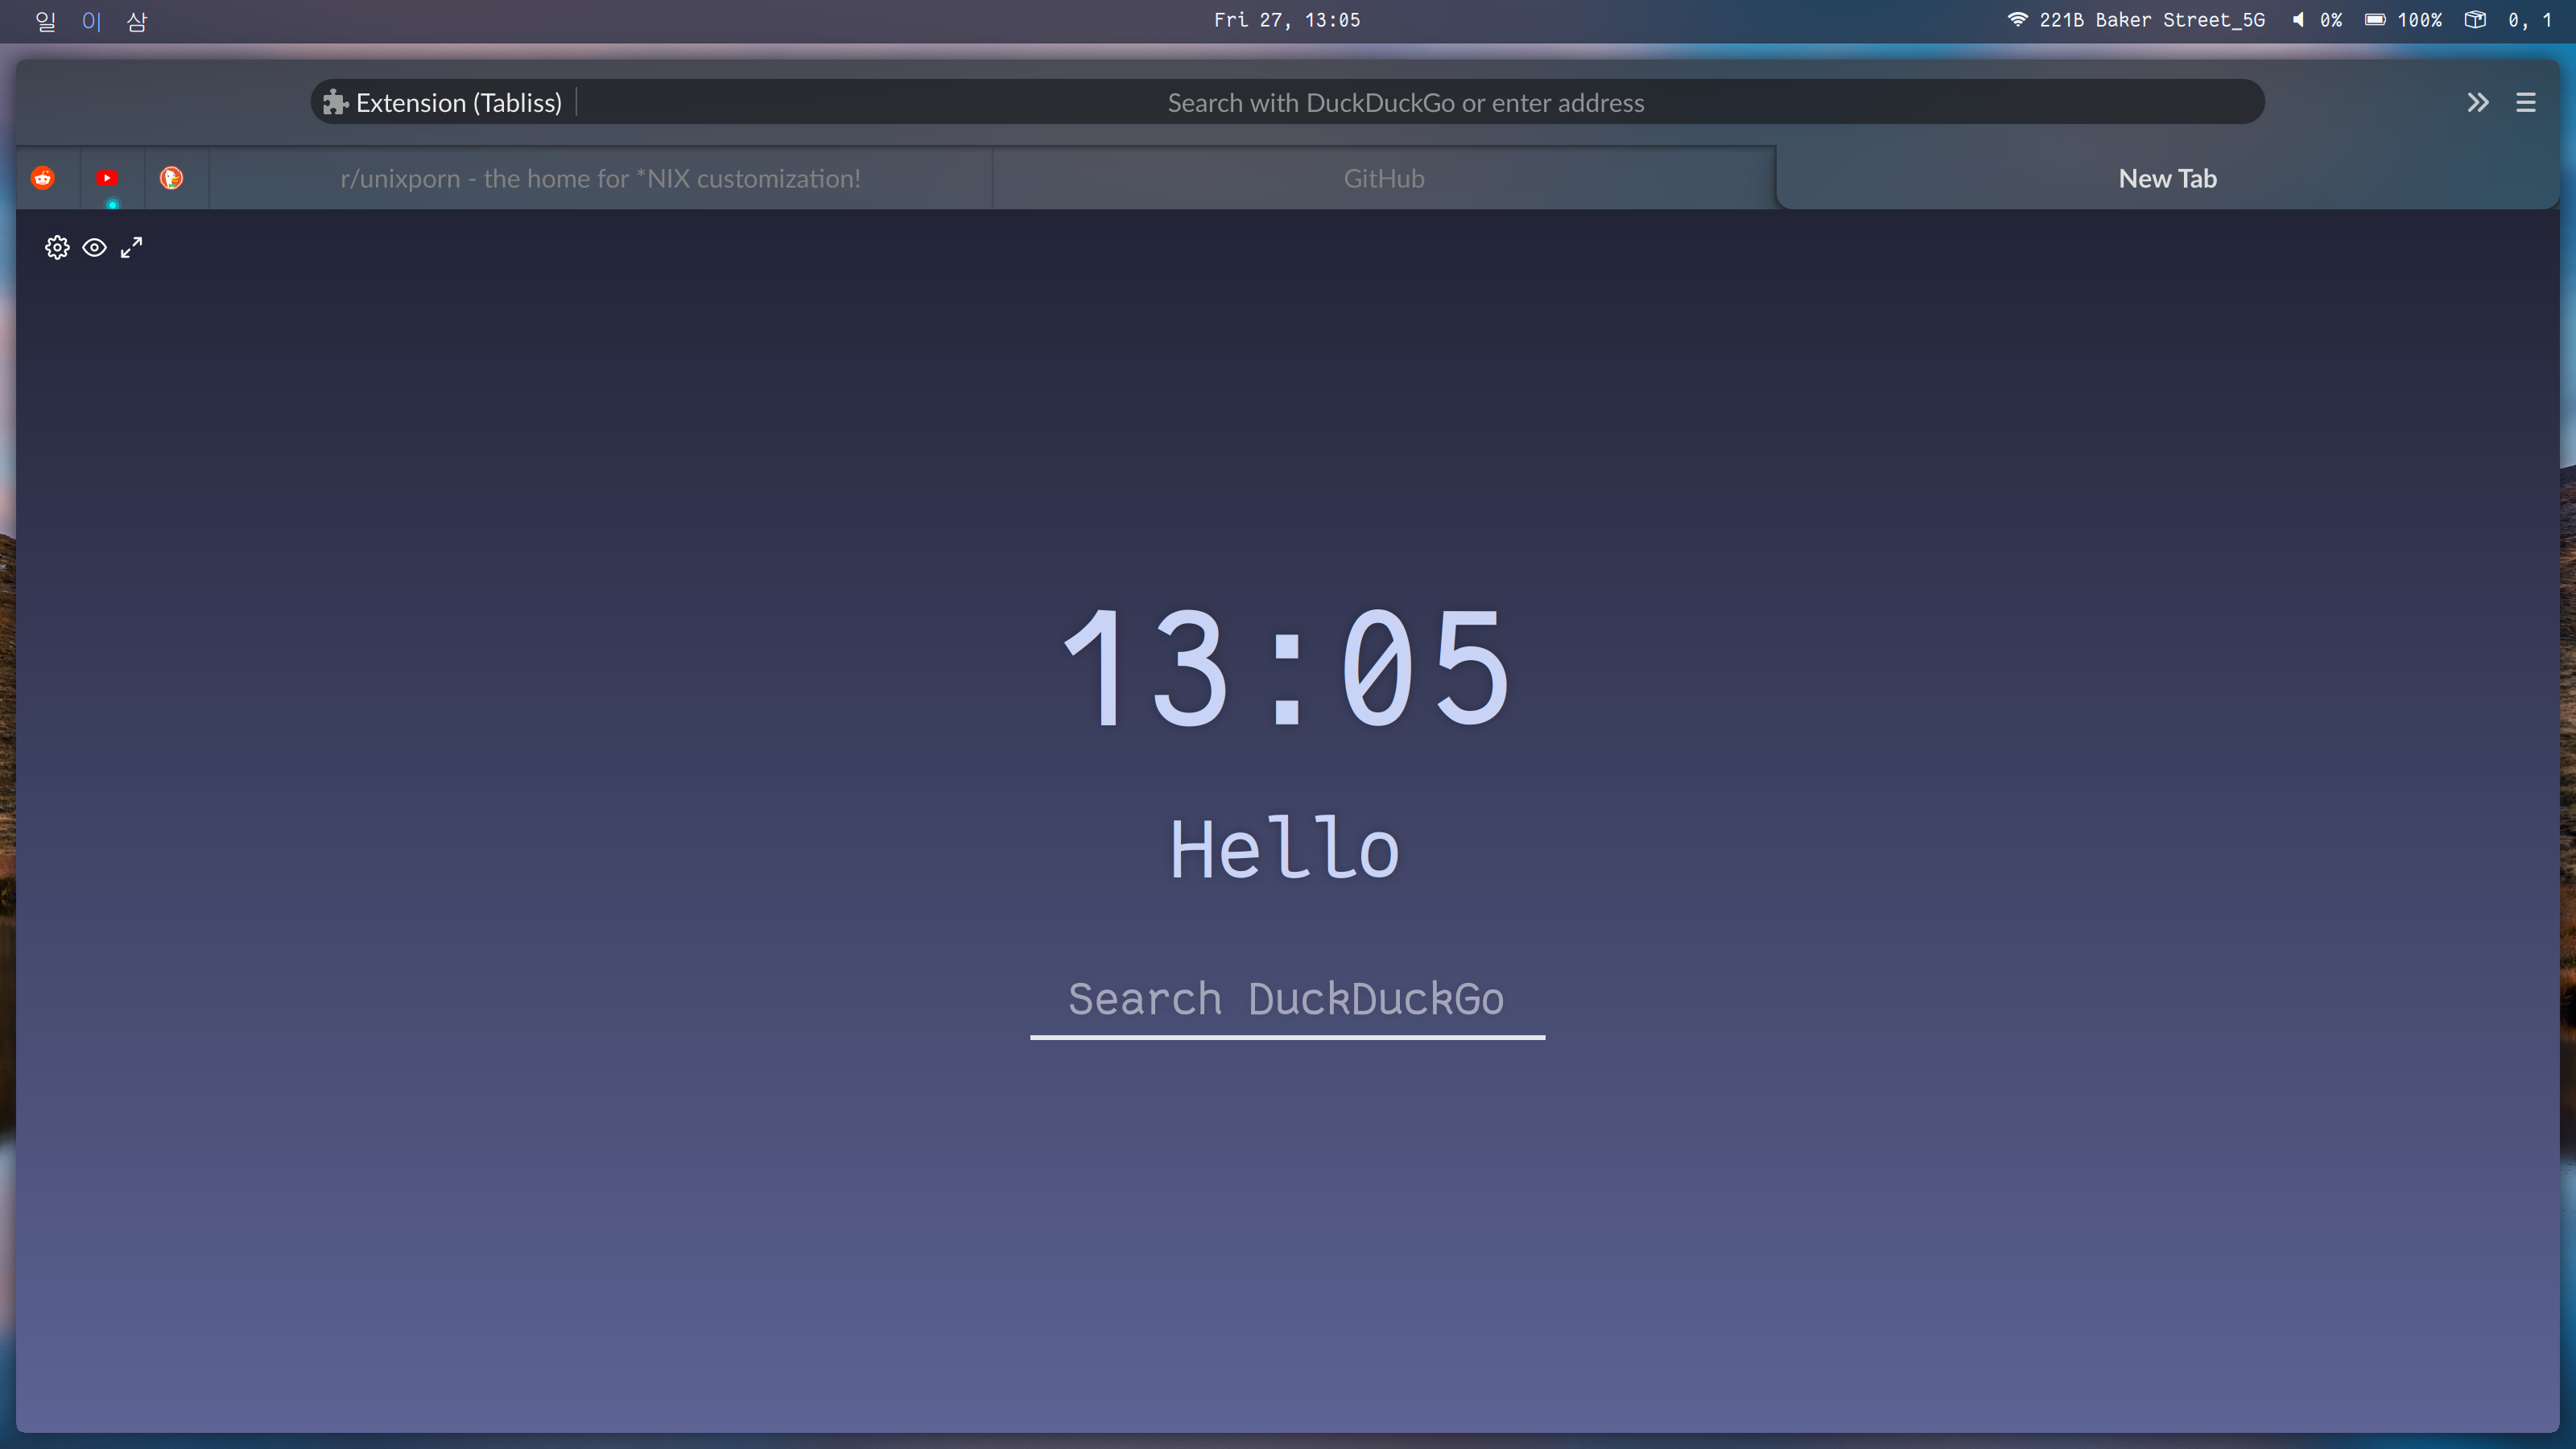 일 이 삼
Fri 27, 13:05
221B Baker Street_5G 0% 100% 0, 1
Extension (Tabliss) Search with DuckDuckGo or enter address
r/unixporn - the home for *NIX customization! GitHub New Tab
13:05
Hello
Search DuckDuckGo